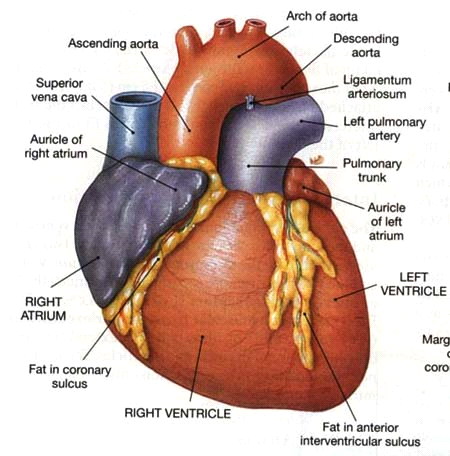 Arch of aorta
Ascending aorta
Descending
aorta
Superior
vena cava
Ligamentum
arteriosum
Auricle of
right atrium
Left pulmonary
artery
Pulmonary
trunk
Auricle
of left
atrium
LEFT
VENTRICLE
RIGHT
ATRIUM
Marg
coro
Fat in coronary
sulcus
RIGHT VENTRICLE
Fat in anterior
interventricular sulcus